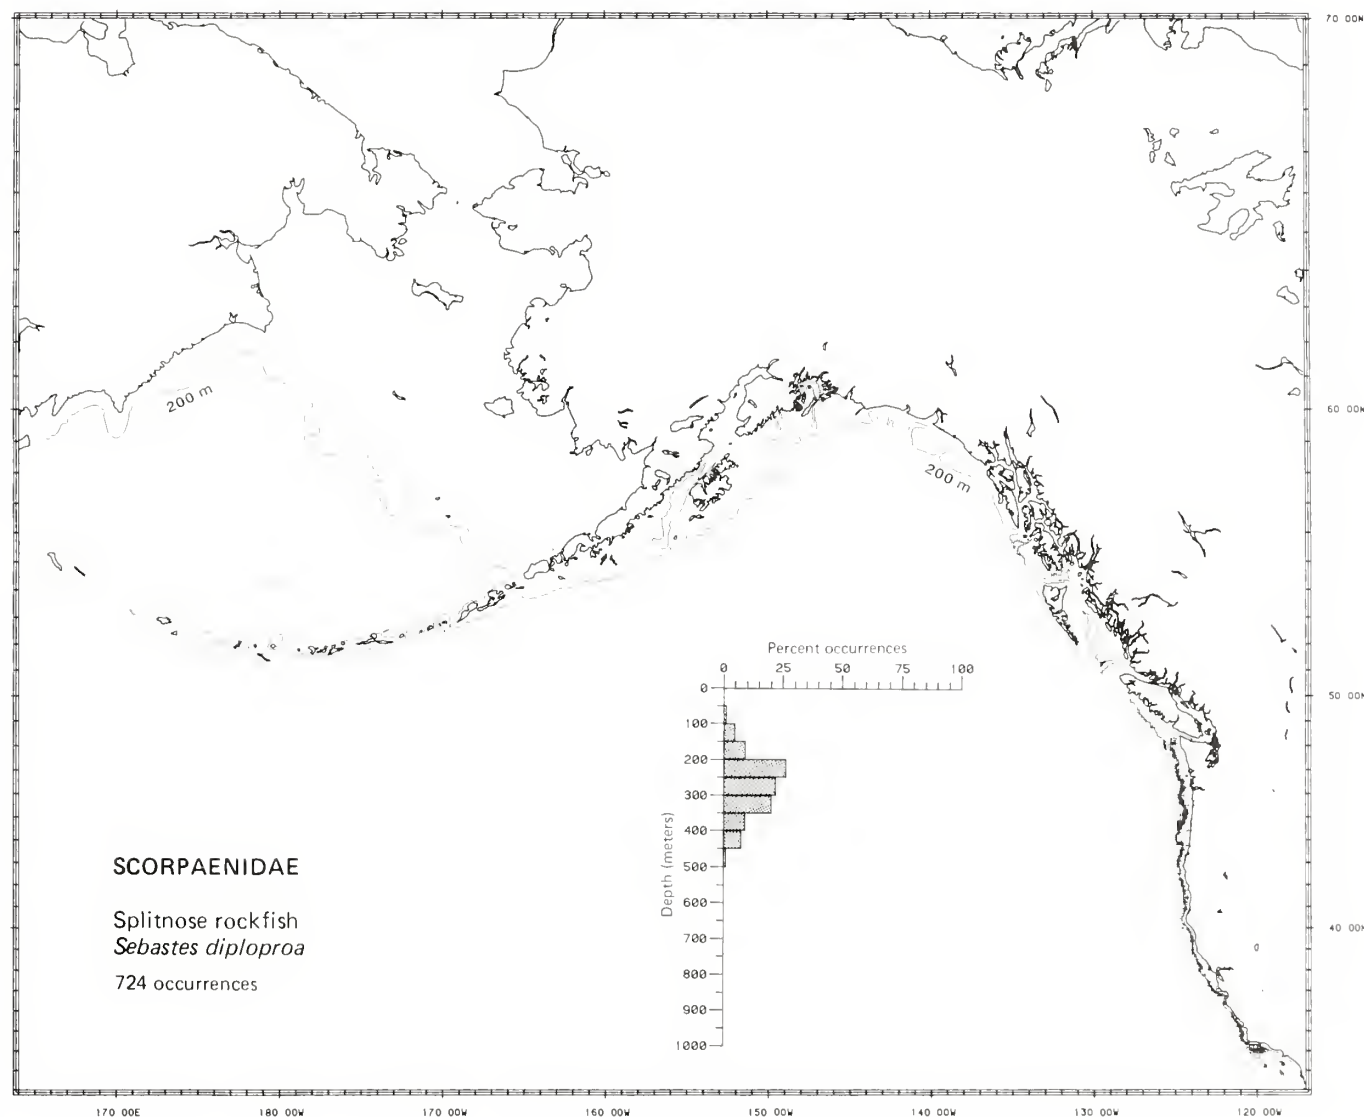 70 00N
200 m
60 00N
200 m
Percent occurrences
0 25 50 75 100
0
50 00N
100
200
300
400
500
600
700
800
900
1000
Depth (meters)
40 00N
SCORPAENIDAE
Splitnose rockfish
Sebastes diploproa
724 occurrences
170 00E 180 00W 170 00W 160 00W 150 00W 140 00W 130 00W 120 00W